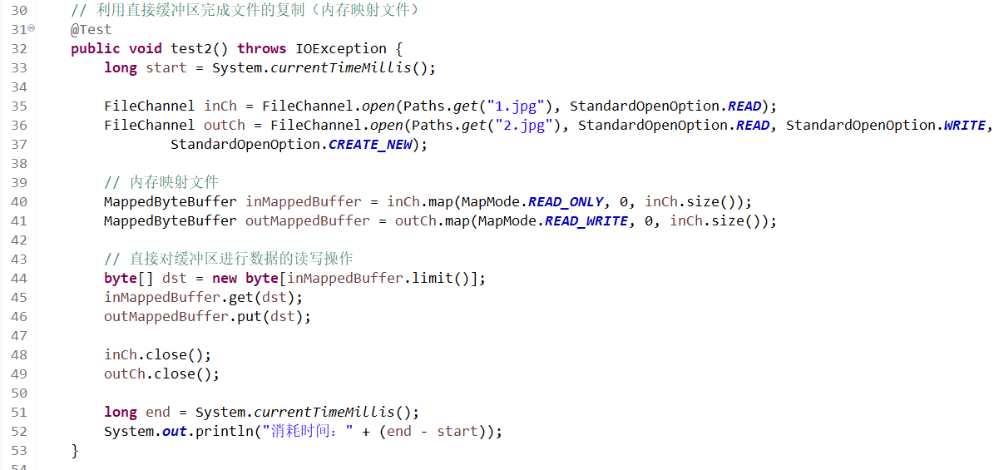 30 // 利用直接缓冲区完成文件的复制（内存映射文件）
31 @Test
32 public void test2() throws IOException {
33 long start = System.currentTimeMillis();
34
35 FileChannel inCh = FileChannel.open(Paths.get("1.jpg"), StandardOpenOption.READ);
36 FileChannel outCh = FileChannel.open(Paths.get("2.jpg"), StandardOpenOption.READ, StandardOpenOption.WRITE,
37 StandardOpenOption.CREATE_NEW);
38
39 // 内存映射文件
40 MappedByteBuffer inMappedBuffer = inCh.map(MapMode.READ_ONLY, 0, inCh.size());
41 MappedByteBuffer outMappedBuffer = outCh.map(MapMode.READ_WRITE, 0, inCh.size());
42
43 // 直接对缓冲区进行数据的读写操作
44 byte[] dst = new byte[inMappedBuffer.limit()];
45 inMappedBuffer.get(dst);
46 outMappedBuffer.put(dst);
47
48 inCh.close();
49 outCh.close();
50
51 long end = System.currentTimeMillis();
52 System.out.println("消耗时间：" + (end - start));
53 }
54